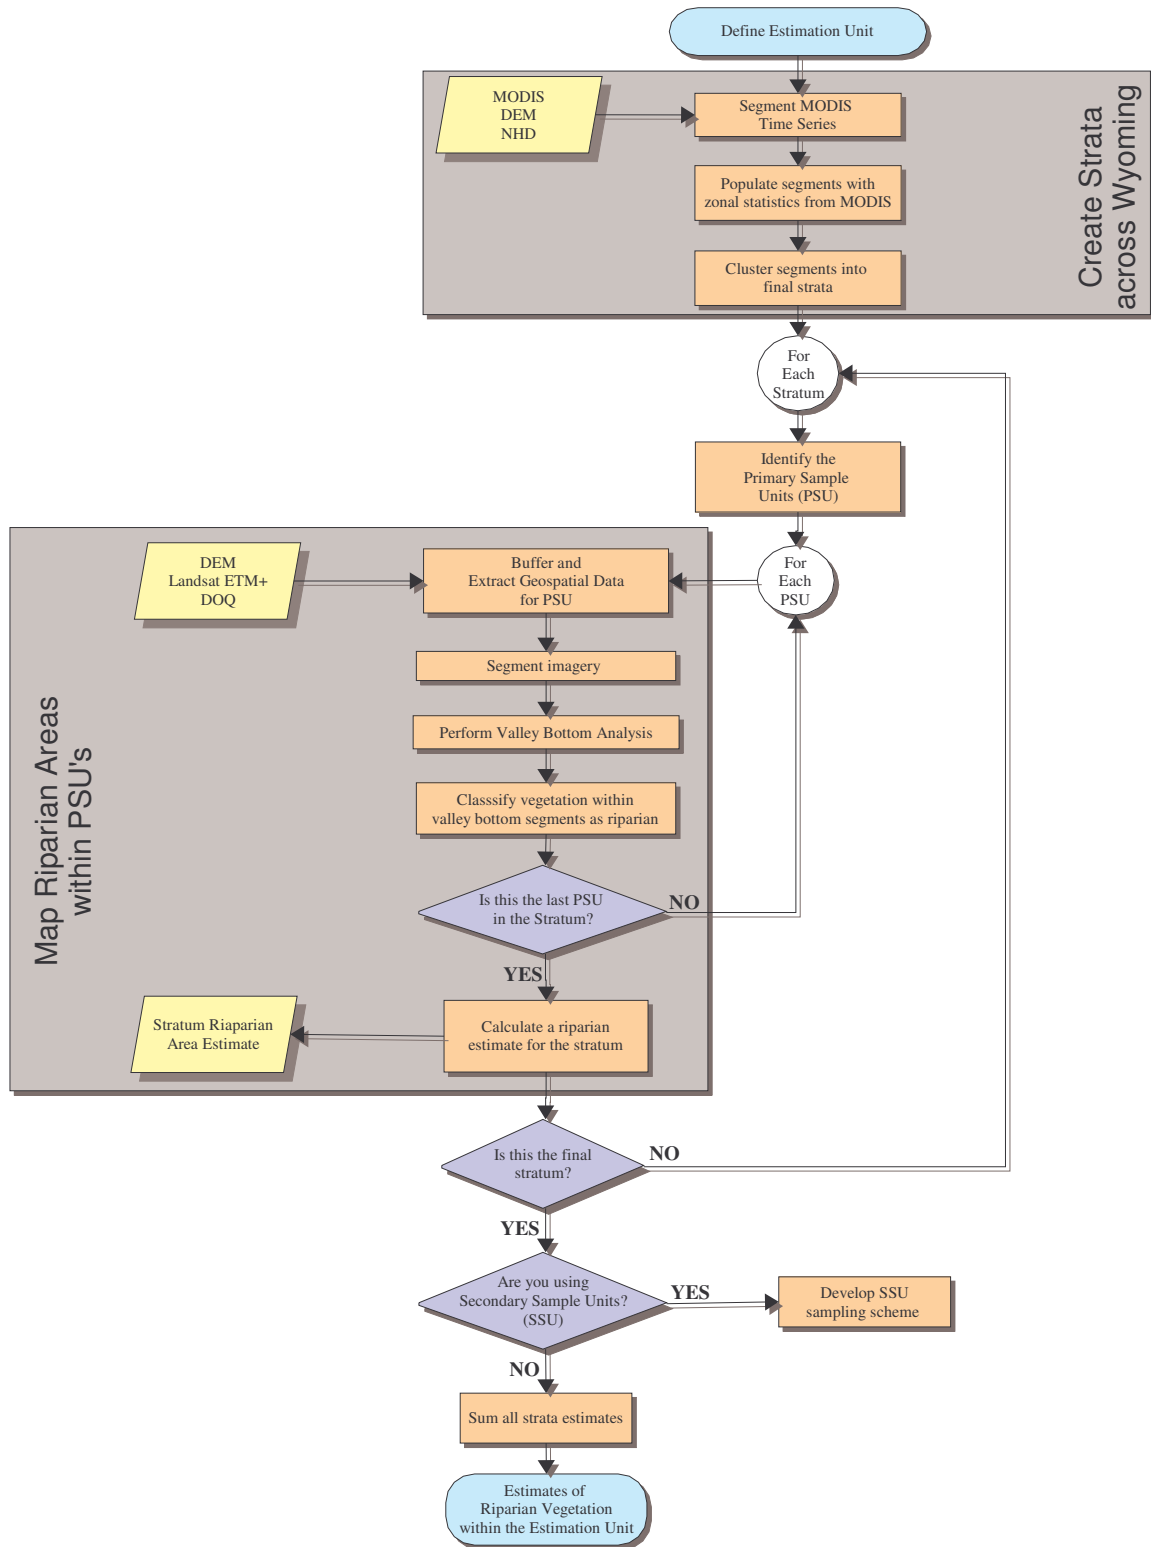 Define Estimation Unit
MODIS
DEM
NHD
Segment MODIS
Time Series
Populate segments with
zonal statistics from MODIS
Cluster segments into
final strata
Create Strata
across Wyoming
For
Each
Stratum
Identify the
Primary Sample
Units (PSU)
For
Each
PSU
DEM
Landsat ETM+
DOQ
Buffer and
Extract Geospatial Data
for PSU
Segment imagery
Perform Valley Bottom Analysis
Classsify vegetation within
valley bottom segments as riparian
Map Riparian Areas
within PSU's
Is this the last PSU
in the Stratum?
NO
YES
Stratum Riaparian
Area Estimate
Calculate a riparian
estimate for the stratum
Is this the final
stratum?
NO
YES
Are you using
Secondary Sample Units?
(SSU)
YES
Develop SSU
sampling scheme
NO
Sum all strata estimates
Estimates of
Riparian Vegetation
within the Estimation Unit